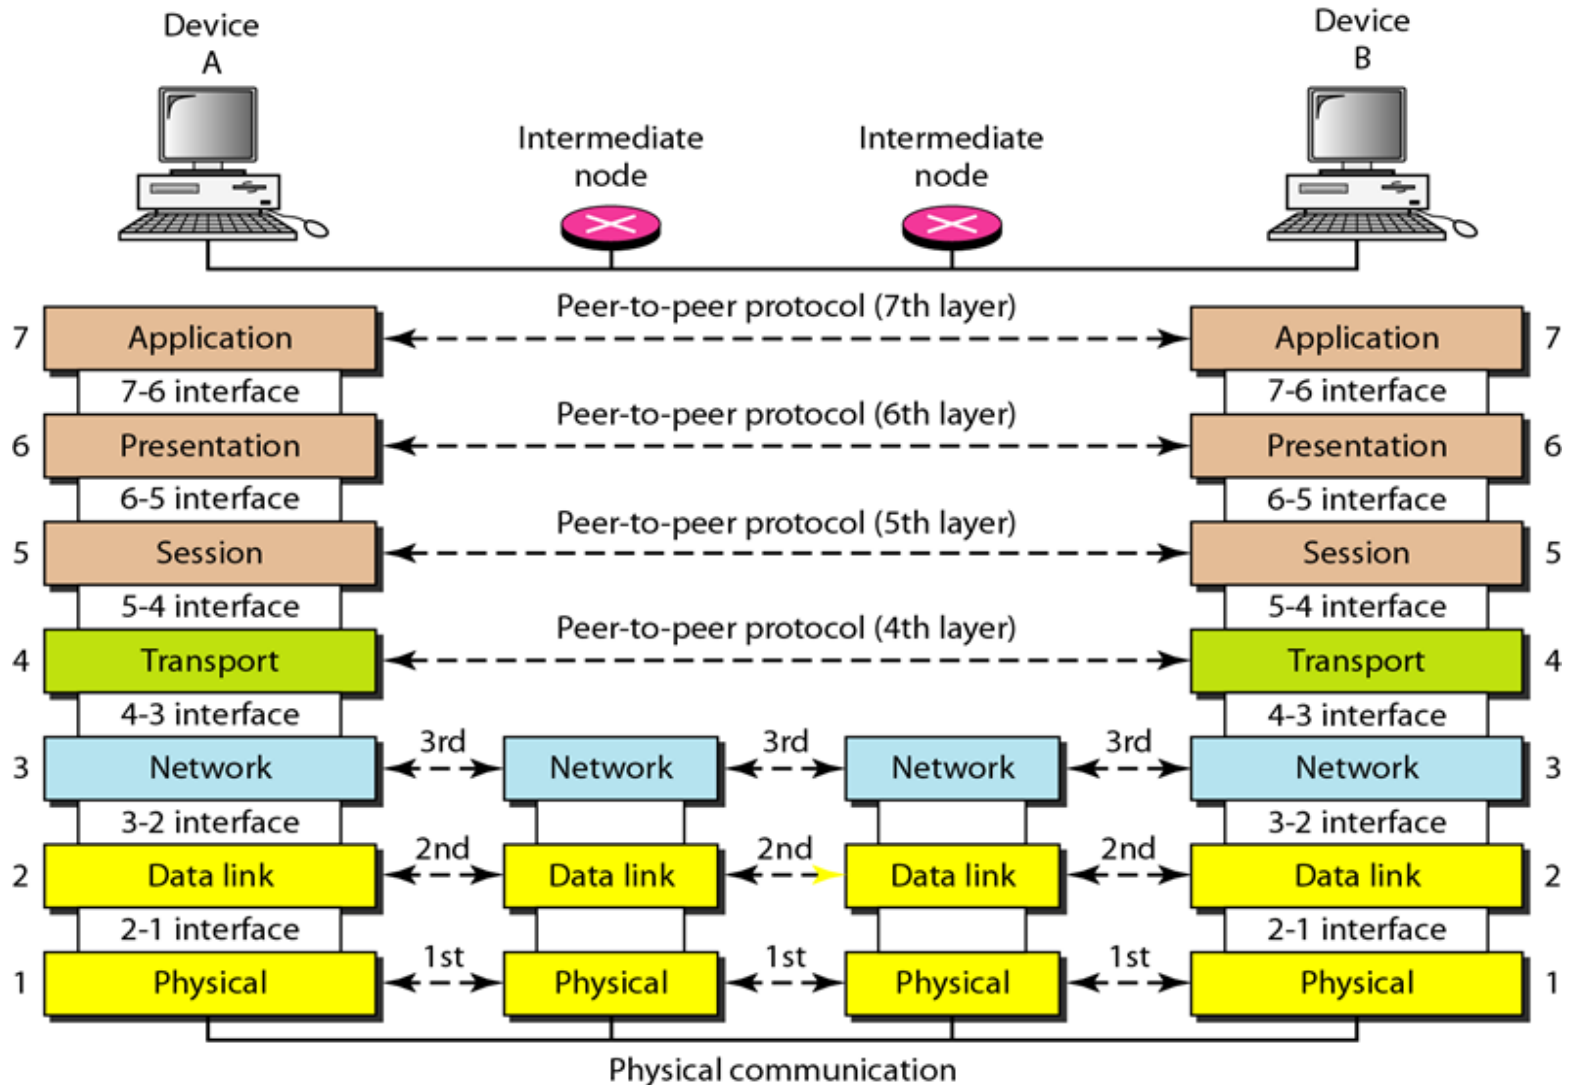 Device
A
Device
B
Intermediate
node
Intermediate
node
Peer-to-peer protocol (7th layer)
7 Application Application 7
7-6 interface 7-6 interface
Peer-to-peer protocol (6th layer)
6 Presentation Presentation 6
6-5 interface 6-5 interface
Peer-to-peer protocol (5th layer)
5 Session Session 5
5-4 interface 5-4 interface
Peer-to-peer protocol (4th layer)
4 Transport Transport 4
4-3 interface 4-3 interface
3rd 3rd 3rd
3 Network Network Network Network 3
3-2 interface 3-2 interface
2nd 2nd 2nd
2 Data link Data link Data link Data link 2
2-1 interface 2-1 interface
1st 1st 1st
1 Physical Physical Physical Physical 1
Physical communication